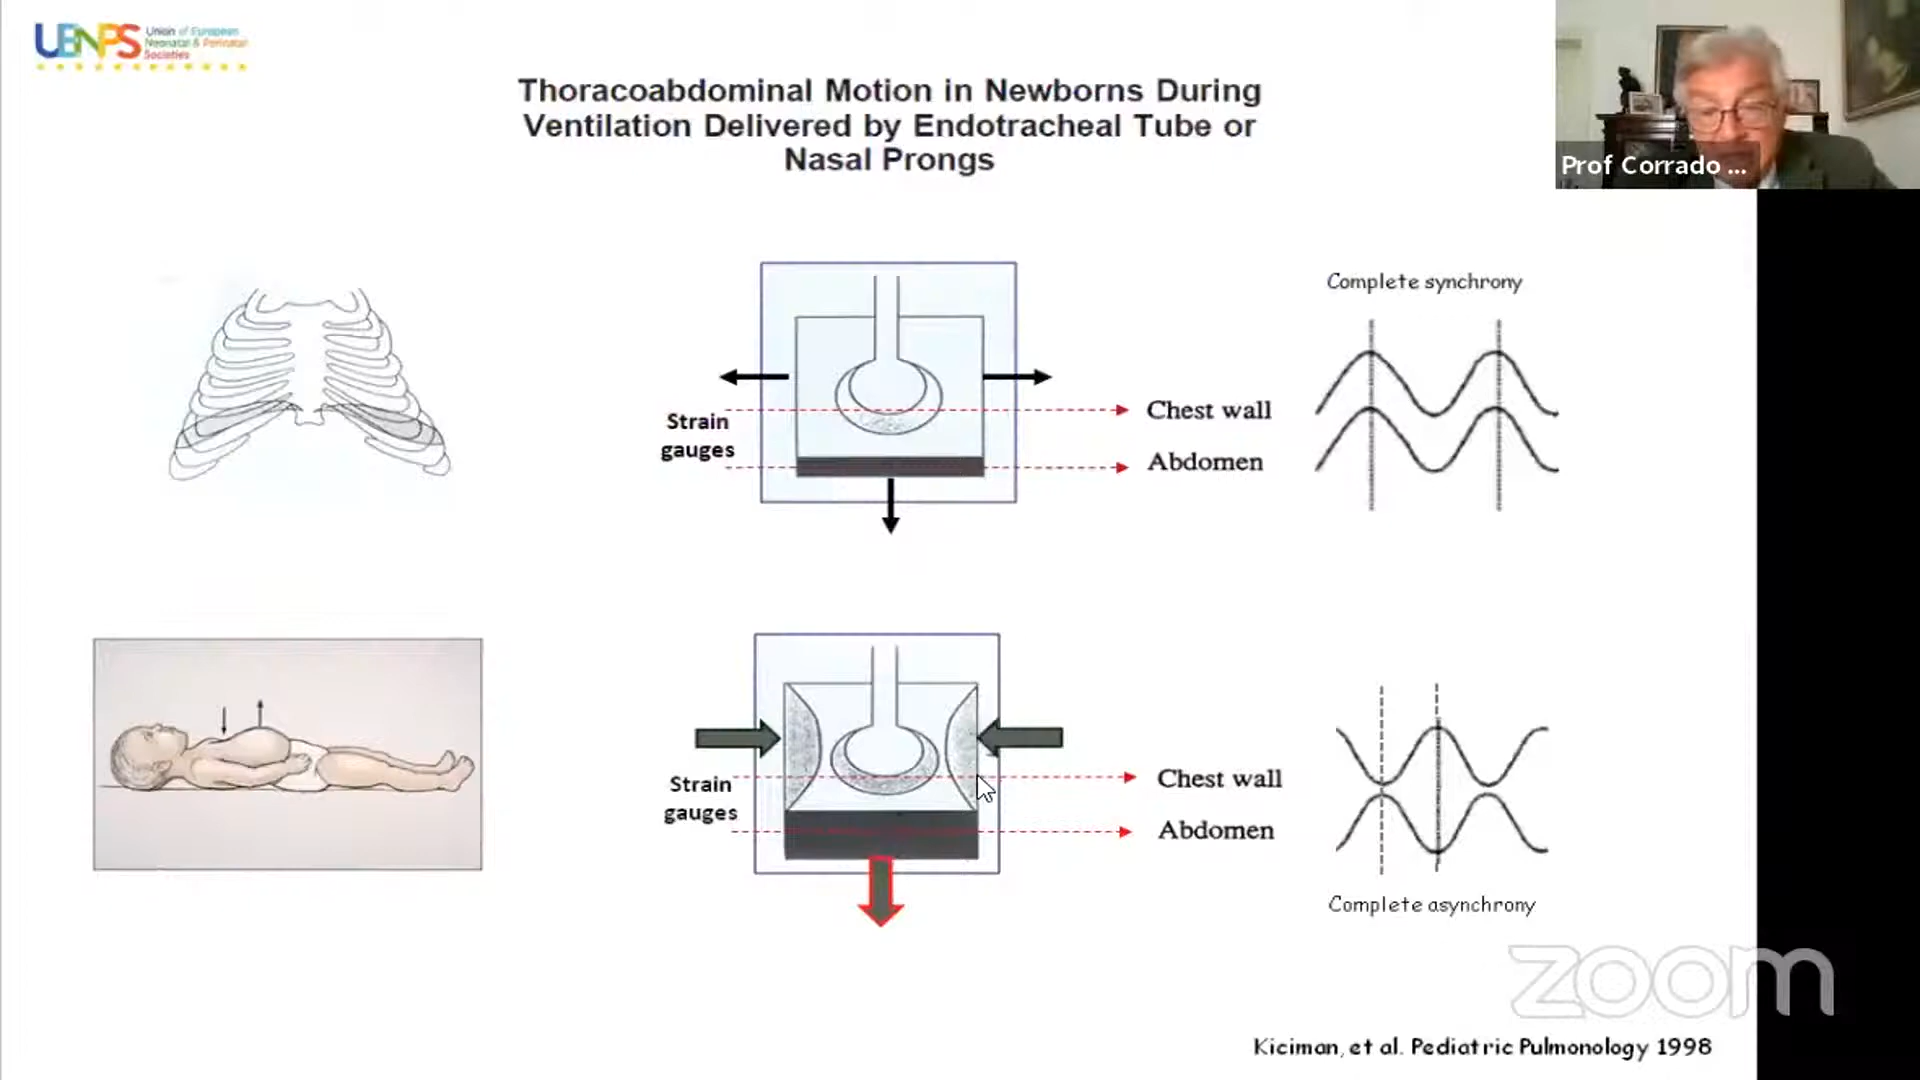 UENPS
Union of European
Neonatal & Perinatal
Societies
Thoracoabdominal Motion in Newborns During
Ventilation Delivered by Endotracheal Tube or
Nasal Prongs
Prof Corrado ...
Complete synchrony
Strain
gauges
Chest wall
Abdomen
Strain
gauges
Chest wall
Abdomen
Complete asynchrony
zoom
Kiciman, et al. Pediatric Pulmonology 1998